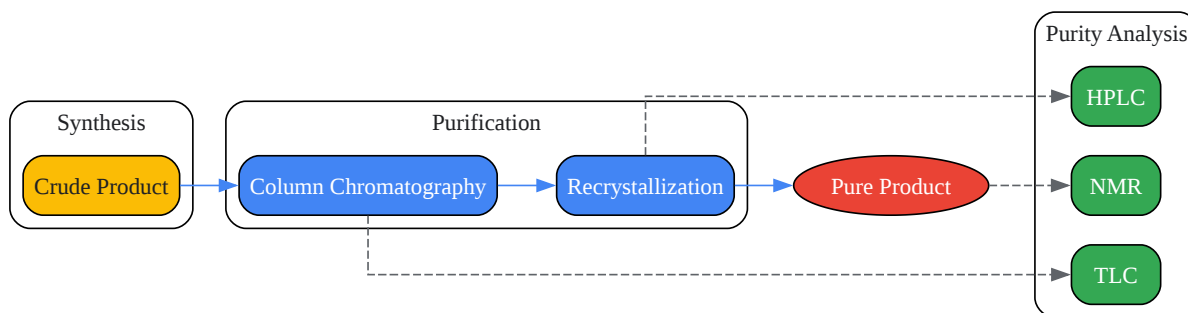 Synthesis
Crude Product
Purification
Column Chromatography
Recrystallization
Pure Product
Purity Analysis
HPLC
NMR
TLC